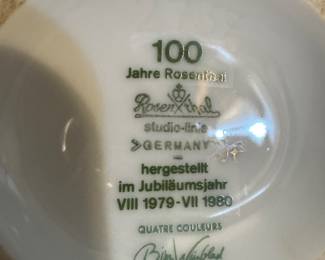 100
Jahre Rosenthal
Rosenthal
studio-linie
>GERMANY
hergestellt
im Jubiläumsjahr
VIII 1979-VII 1980
QUATRE COULEURS